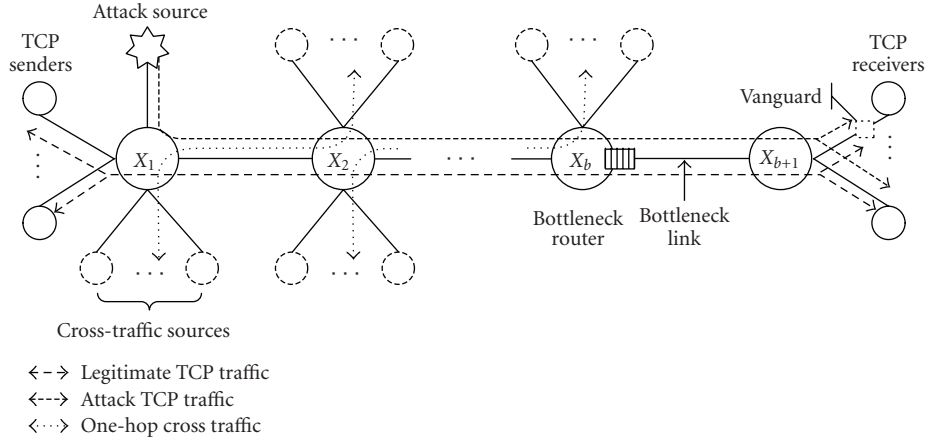 Attack source
TCP
senders
TCP
receivers
Vanguard
X1
X2
Xb
Xb+1
Bottleneck
router
Bottleneck
link
Cross-traffic sources
Legitimate TCP traffic
Attack TCP traffic
One-hop cross traffic